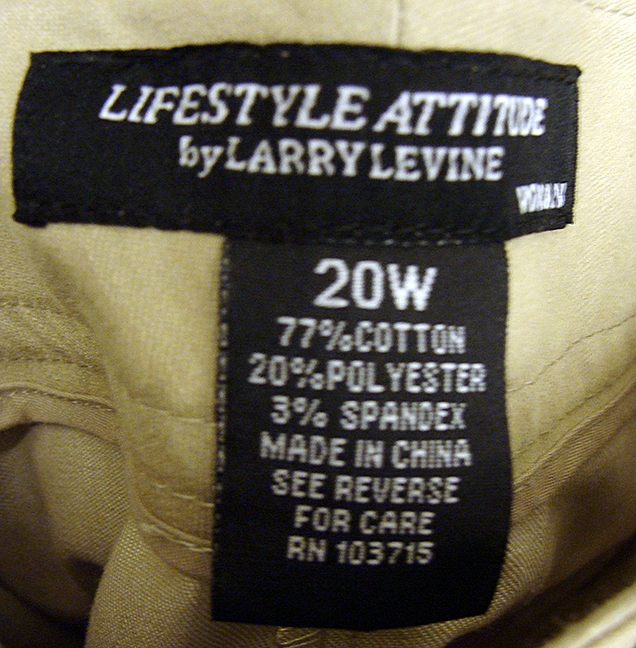 LIFESTYLE ATTITUDE
by LARRY LEVINE
WOMAN
20W
77% COTTON
20% POLYESTER
3% SPANDEX
MADE IN CHINA
SEE REVERSE
FOR CARE
RN 103715